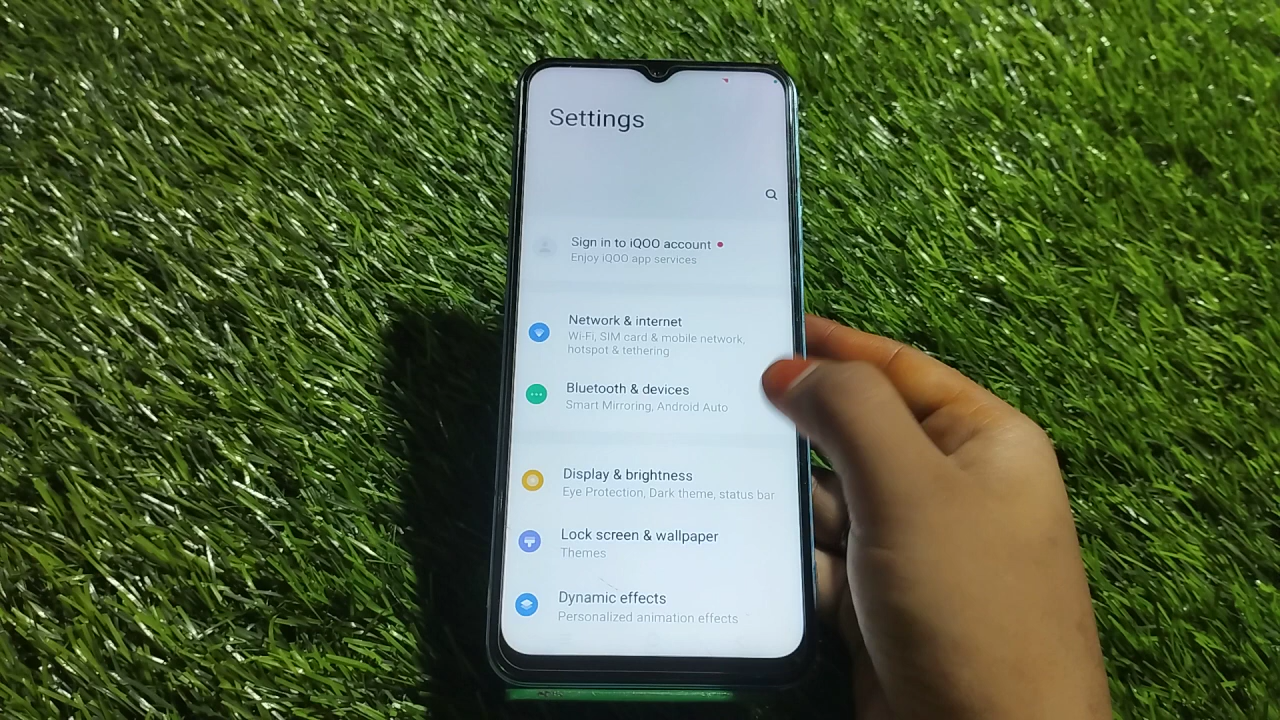 Settings
Sign in to iQOO account
Enjoy iQOO app services
Network & internet
Wi-Fi, SIM card & mobile network,
hotspot & tethering
Bluetooth & devices
Smart Mirroring, Android Auto
Display & brightness
Eye Protection, Dark theme, status bar
Lock screen & wallpaper
Themes
Dynamic effects
Personalized animation effects